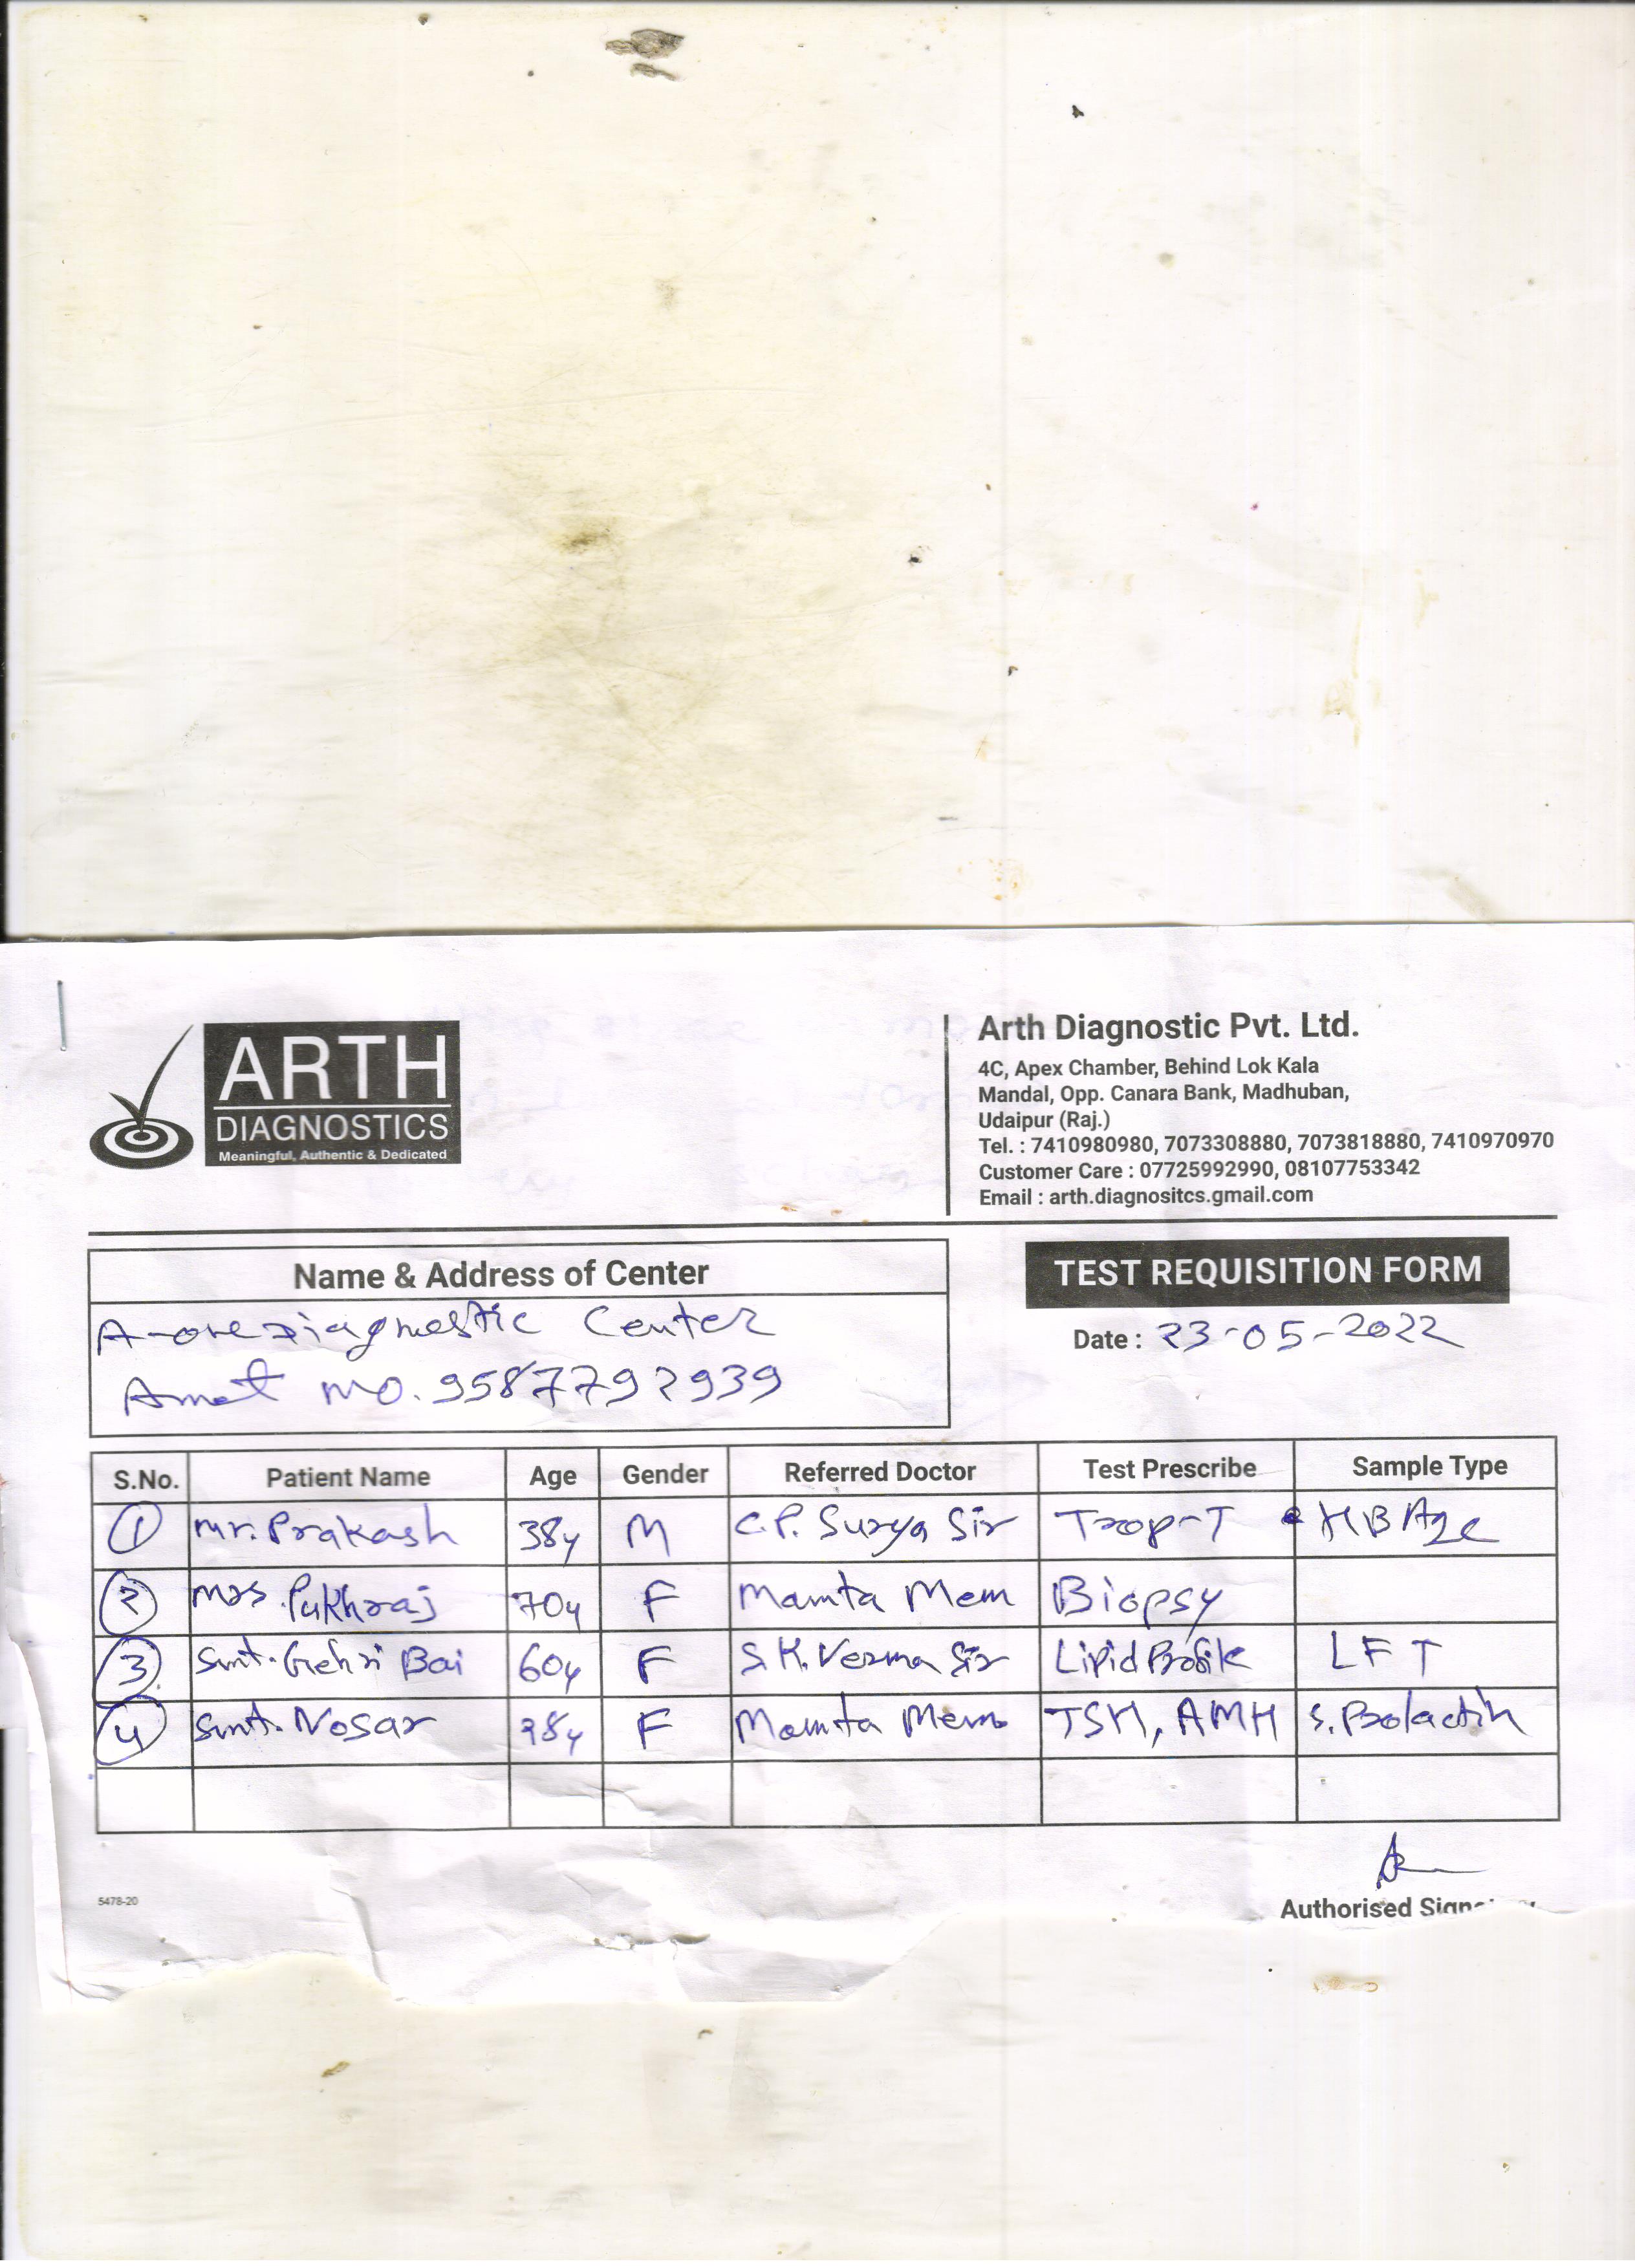 ARTH
DIAGNOSTICS
Meaningful, Authentic & Dedicated
Arth Diagnostic Pvt. Ltd.
4C, Apex Chamber, Behind Lok Kala
Mandal, Opp. Canara Bank, Madhuban,
Udaipur (Raj.)
Tel. : 7410980980, 7073308880, 7073818880, 7410970970
Customer Care : 07725992990, 08107753342
Email : arth.diagnositcs.gmail.com
Name & Address of Center
A-one Diagnostic Center
Amet MO. 9587792939
TEST REQUISITION FORM
Date : 23-05-2022
S.No. Patient Name Age Gender Referred Doctor Test Prescribe Sample Type
1 Mr. Prakash 38y M C.P. Surya Sir Trop-T HBA1c
2 Mrs. Pukhraj 70y F Mamta Mem Biopsy
3 Smt. Gehri Bai 60y F S.K. Verma Sir Lipid Profile LFT
4 Smt. Nosar 28y F Mamta Mem TSH, AMH S. Prolactin
5478-20
Authorised